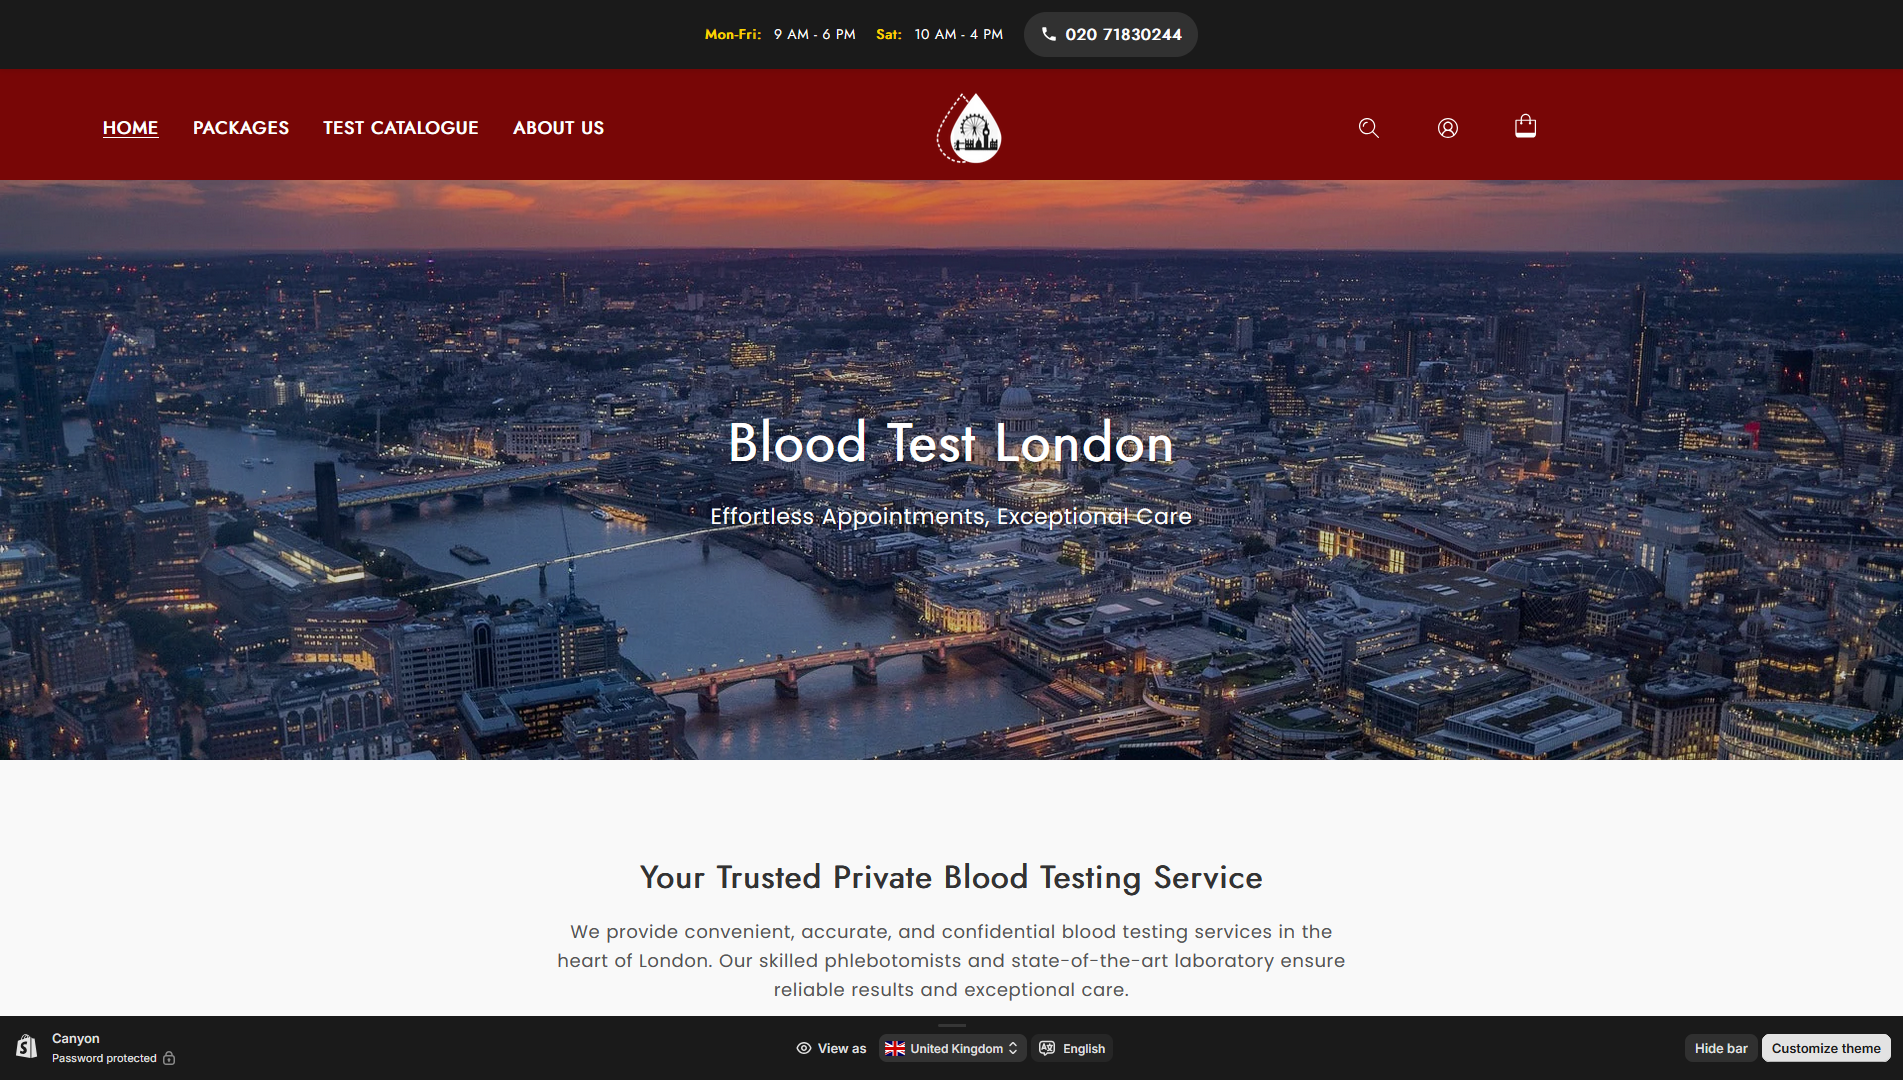 Mon-Fri: 9 AM - 6 PM Sat: 10 AM - 4 PM 020 71830244
HOME PACKAGES TEST CATALOGUE ABOUT US
Blood Test London
Effortless Appointments, Exceptional Care
Your Trusted Private Blood Testing Service
We provide convenient, accurate, and confidential blood testing services in the
heart of London. Our skilled phlebotomists and state-of-the-art laboratory ensure
reliable results and exceptional care.
Canyon
Password protected
View as United Kingdom English
Hide bar Customize theme